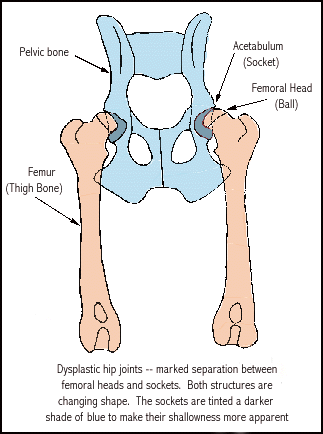 Acetabulum
(Socket)
Pelvic bone
Femoral Head
(Ball)
Femur
(Thigh Bone)
Dysplastic hip joints -- marked separation between
femoral heads and sockets. Both structures are
changing shape. The sockets are tinted a darker
shade of blue to make their shallowness more apparent